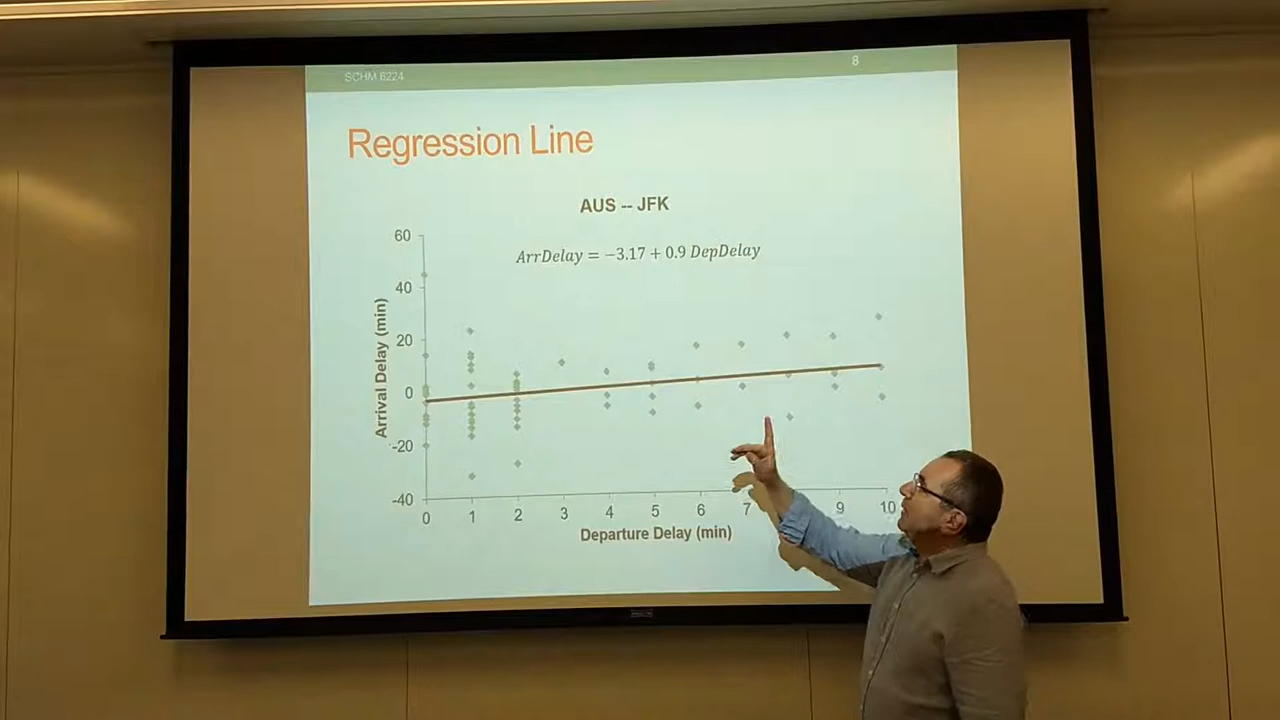 SCHM 6224
8
Regression Line
AUS -- JFK
ArrDelay = −3.17 + 0.9 DepDelay
Arrival Delay (min)
60
40
20
0
-20
-40
0 1 2 3 4 5 6 7 9 10
Departure Delay (min)